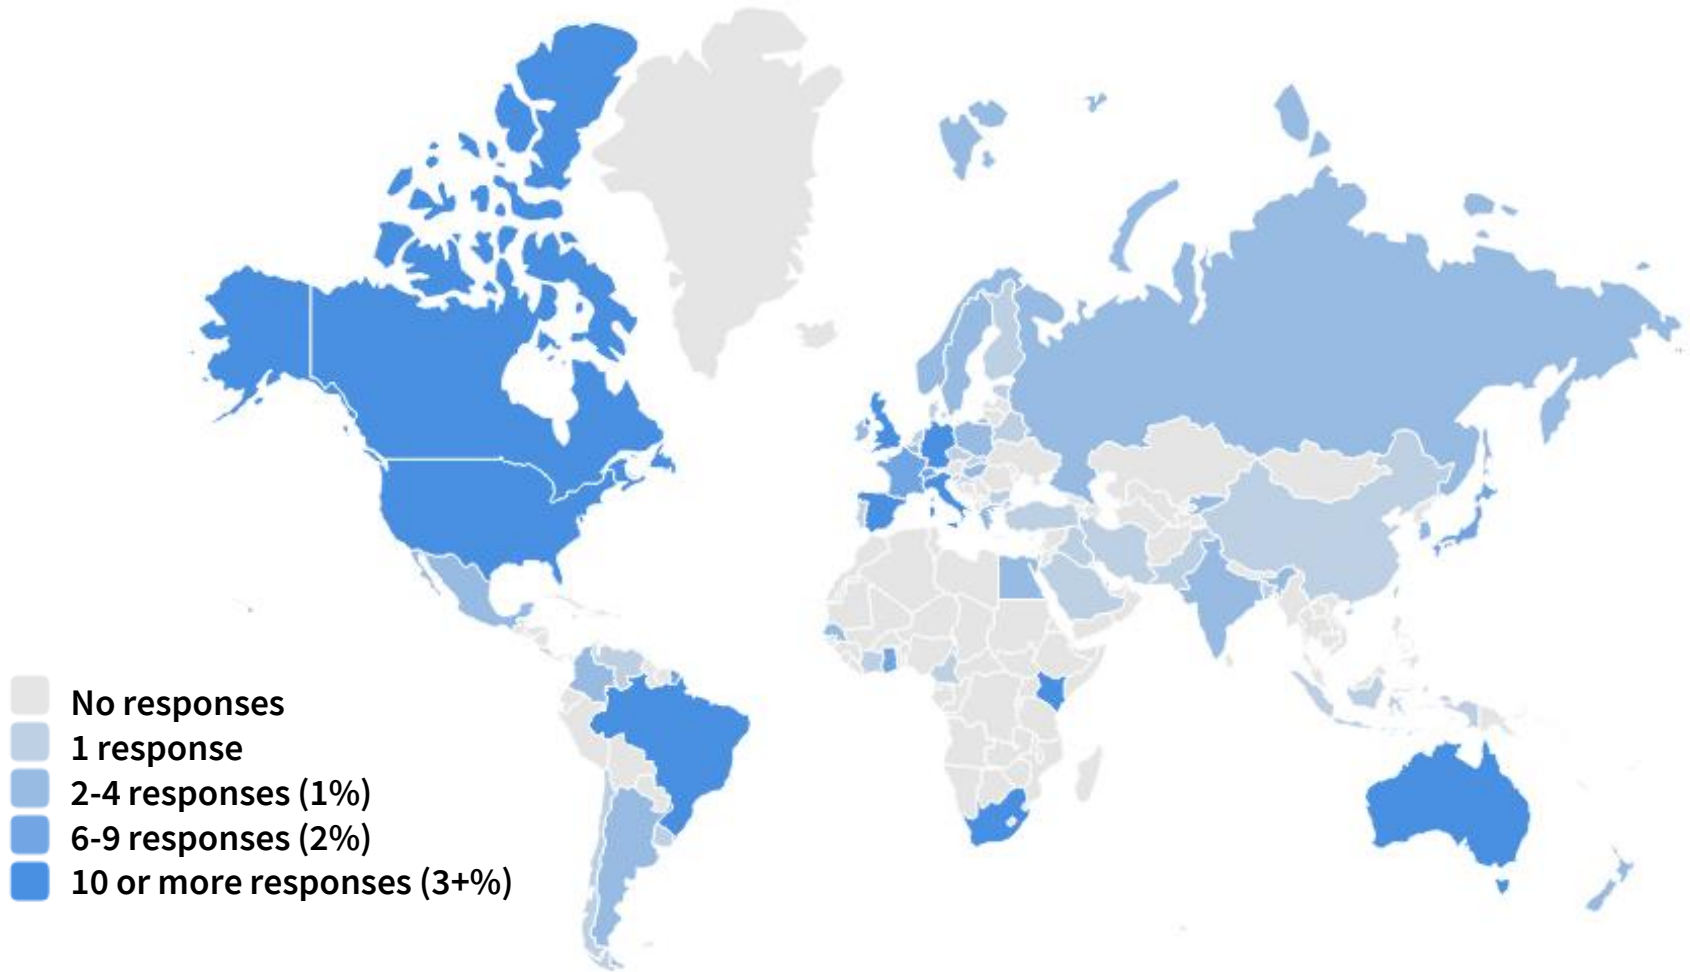 No responses
1 response
2-4 responses (1%)
6-9 responses (2%)
10 or more responses (3+%)